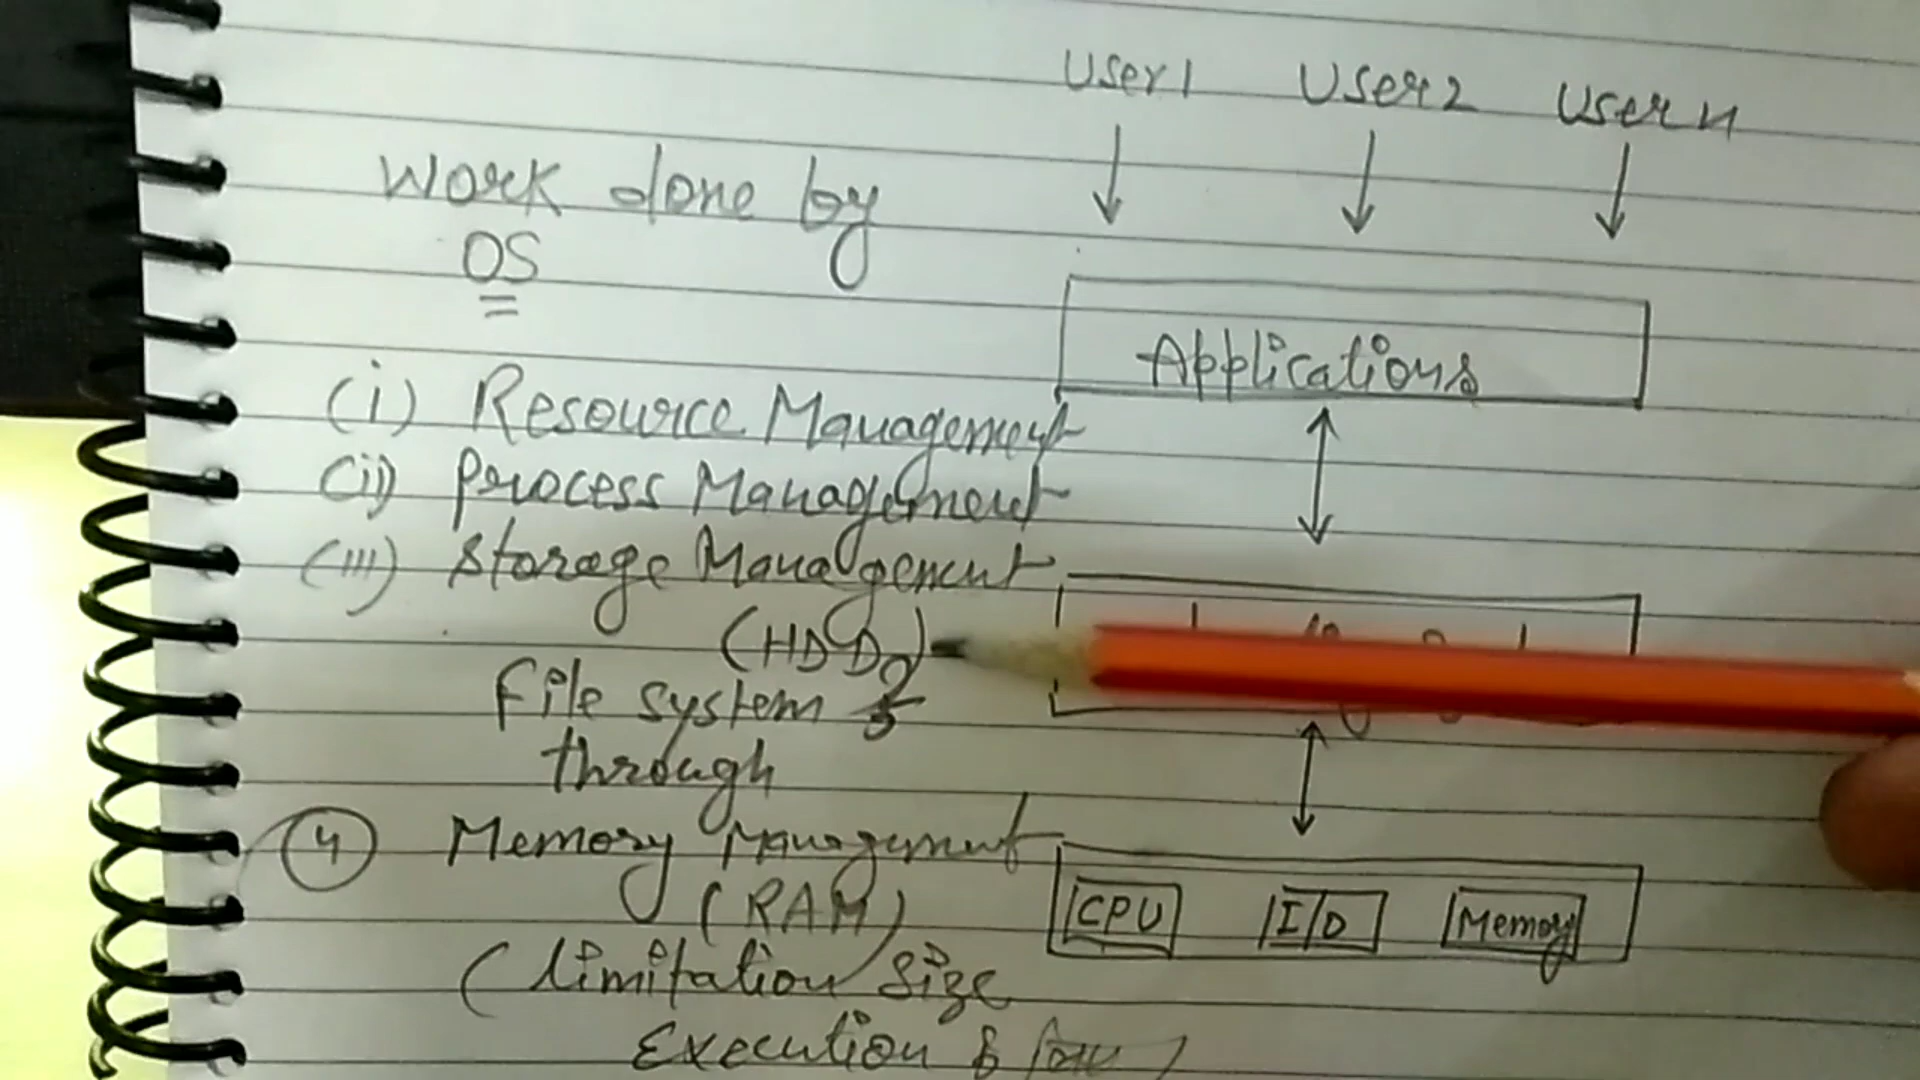 User 1 User 2 User n
Work done by
OS
Applications
(i) Resource Management
(ii) Process Management
(iii) Storage Management
(HDD)
file system
through
4 Memory Management
(RAM)
CPU I/O Memory
(limitation size
Execution